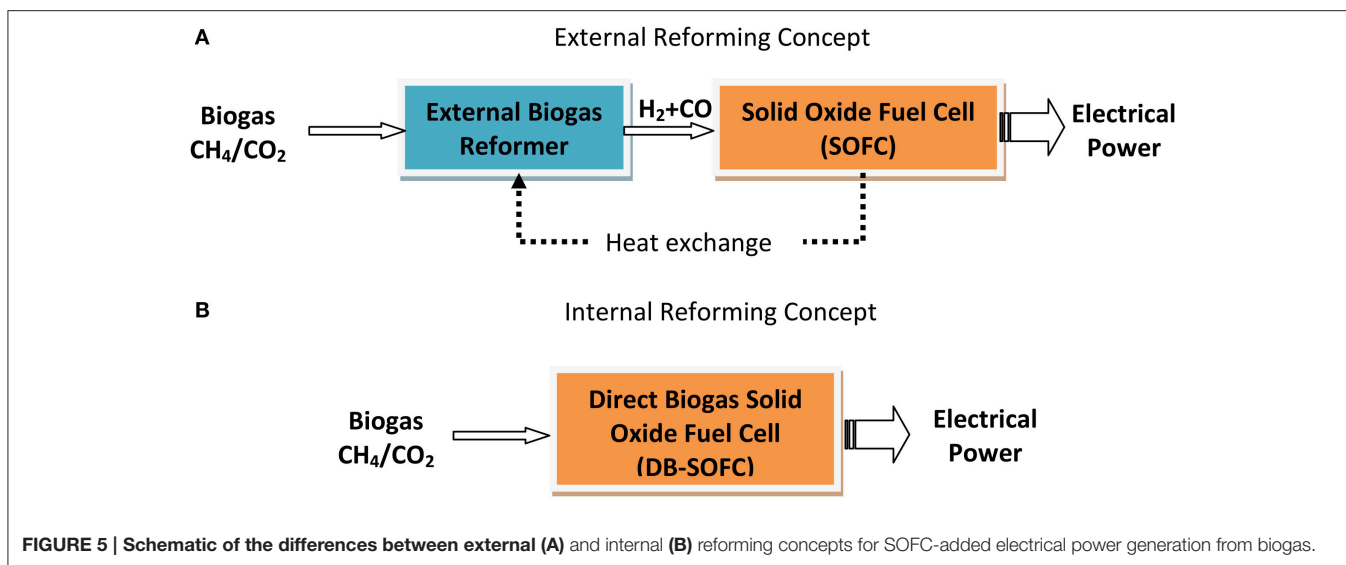 A
External Reforming Concept
Biogas
CH₄/CO₂
External Biogas
Reformer
H₂+CO
Solid Oxide Fuel Cell
(SOFC)
Electrical
Power
Heat exchange
B
Internal Reforming Concept
Biogas
CH₄/CO₂
Direct Biogas Solid
Oxide Fuel Cell
(DB-SOFC)
Electrical
Power
FIGURE 5 | Schematic of the differences between external (A) and internal (B) reforming concepts for SOFC-added electrical power generation from biogas.